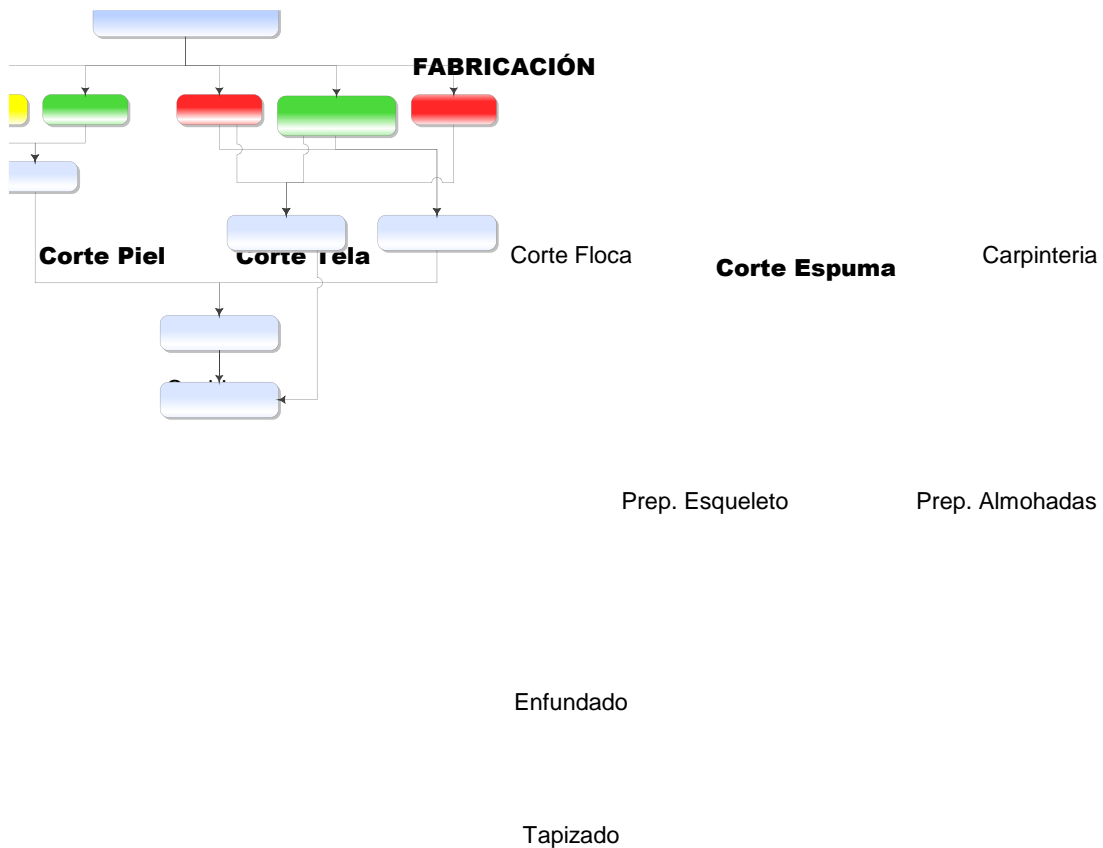 FABRICACIÓN
Corte Piel
Corte Tela
Corte Floca
Corte Espuma
Carpinteria
Prep. Esqueleto
Prep. Almohadas
Enfundado
Tapizado